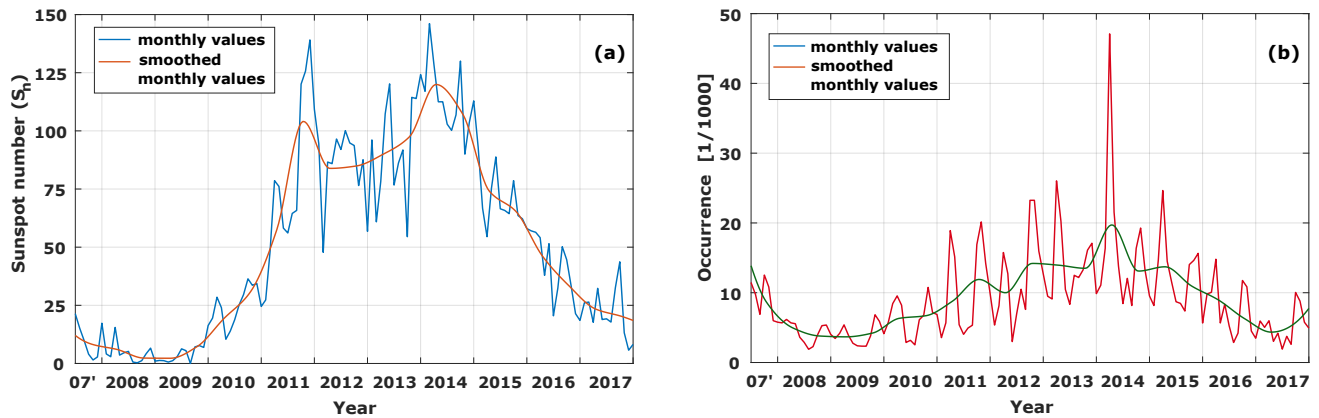 150
125
100
75
50
25
0
Sunspot number (Sn)
monthly values
smoothed
monthly values
(a)
07' 2008 2009 2010 2011 2012 2013 2014 2015 2016 2017
Year
50
40
30
20
10
0
Occurrence [1/1000]
monthly values
smoothed
monthly values
(b)
07' 2008 2009 2010 2011 2012 2013 2014 2015 2016 2017
Year